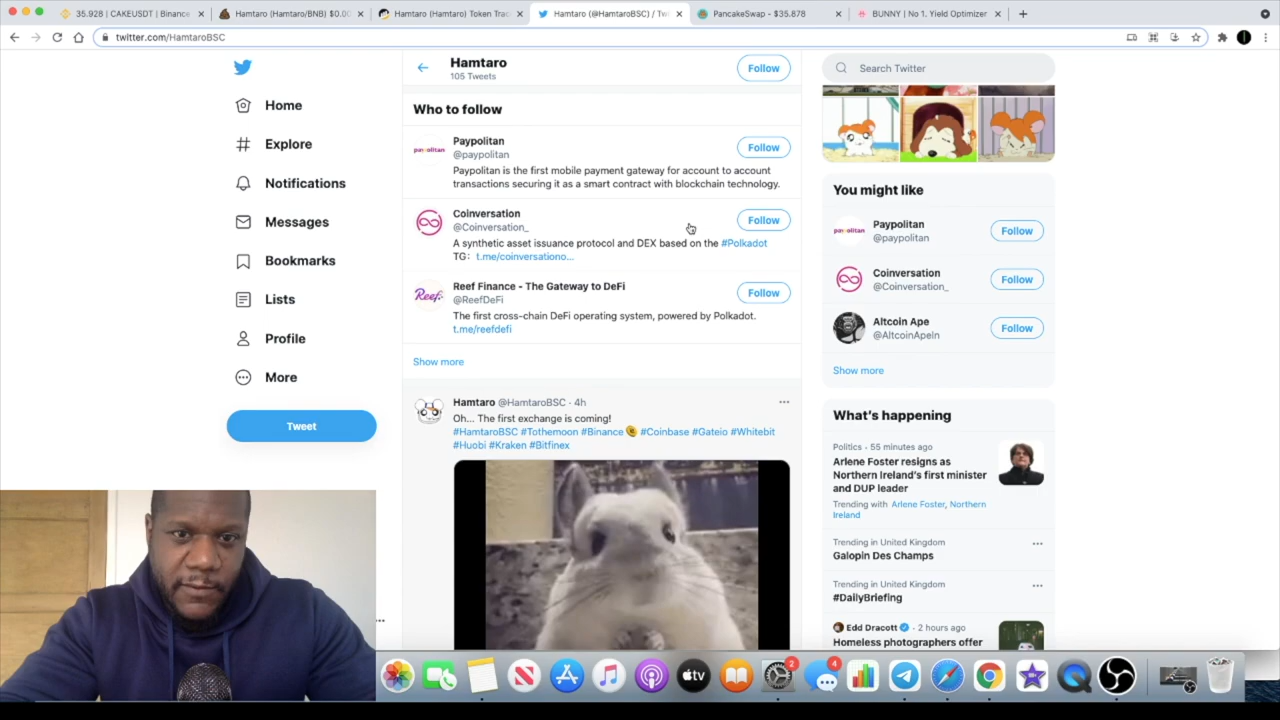 35.928 | CAKEUSDT | Binance
Hamtaro (Hamtaro/BNB) $0.00
Hamtaro (Hamtaro) Token Trac
Hamtaro (@HamtaroBSC) / Tw
PancakeSwap - $35.878
BUNNY | No 1. Yield Optimizer
twitter.com/HamtaroBSC
Home
Explore
Notifications
Messages
Bookmarks
Lists
Profile
More
Tweet
Hamtaro
105 Tweets
Follow
Who to follow
Paypolitan
@paypolitan
Follow
Paypolitan is the first mobile payment gateway for account to account
transactions securing it as a smart contract with blockchain technology.
Coinversation
@Coinversation_
Follow
A synthetic asset issuance protocol and DEX based on the #Polkadot
TG: t.me/coinversationo...
Reef Finance - The Gateway to DeFi
@ReefDeFi
Follow
The first cross-chain DeFi operating system, powered by Polkadot.
t.me/reefdefi
Show more
Hamtaro @HamtaroBSC · 4h
Oh... The first exchange is coming!
#HamtaroBSC #Tothemoon #Binance #Coinbase #Gateio #Whitebit
#Huobi #Kraken #Bitfinex
Search Twitter
You might like
Paypolitan
@paypolitan
Follow
Coinversation
@Coinversation_
Follow
Altcoin Ape
@AltcoinApeIn
Follow
Show more
What's happening
Politics · 55 minutes ago
Arlene Foster resigns as
Northern Ireland's first minister
and DUP leader
Trending with Arlene Foster, Northern
Ireland
Trending in United Kingdom
Galopin Des Champs
Trending in United Kingdom
#DailyBriefing
Edd Dracott · 2 hours ago
Homeless photographers offer
Reef.
tv
2
4